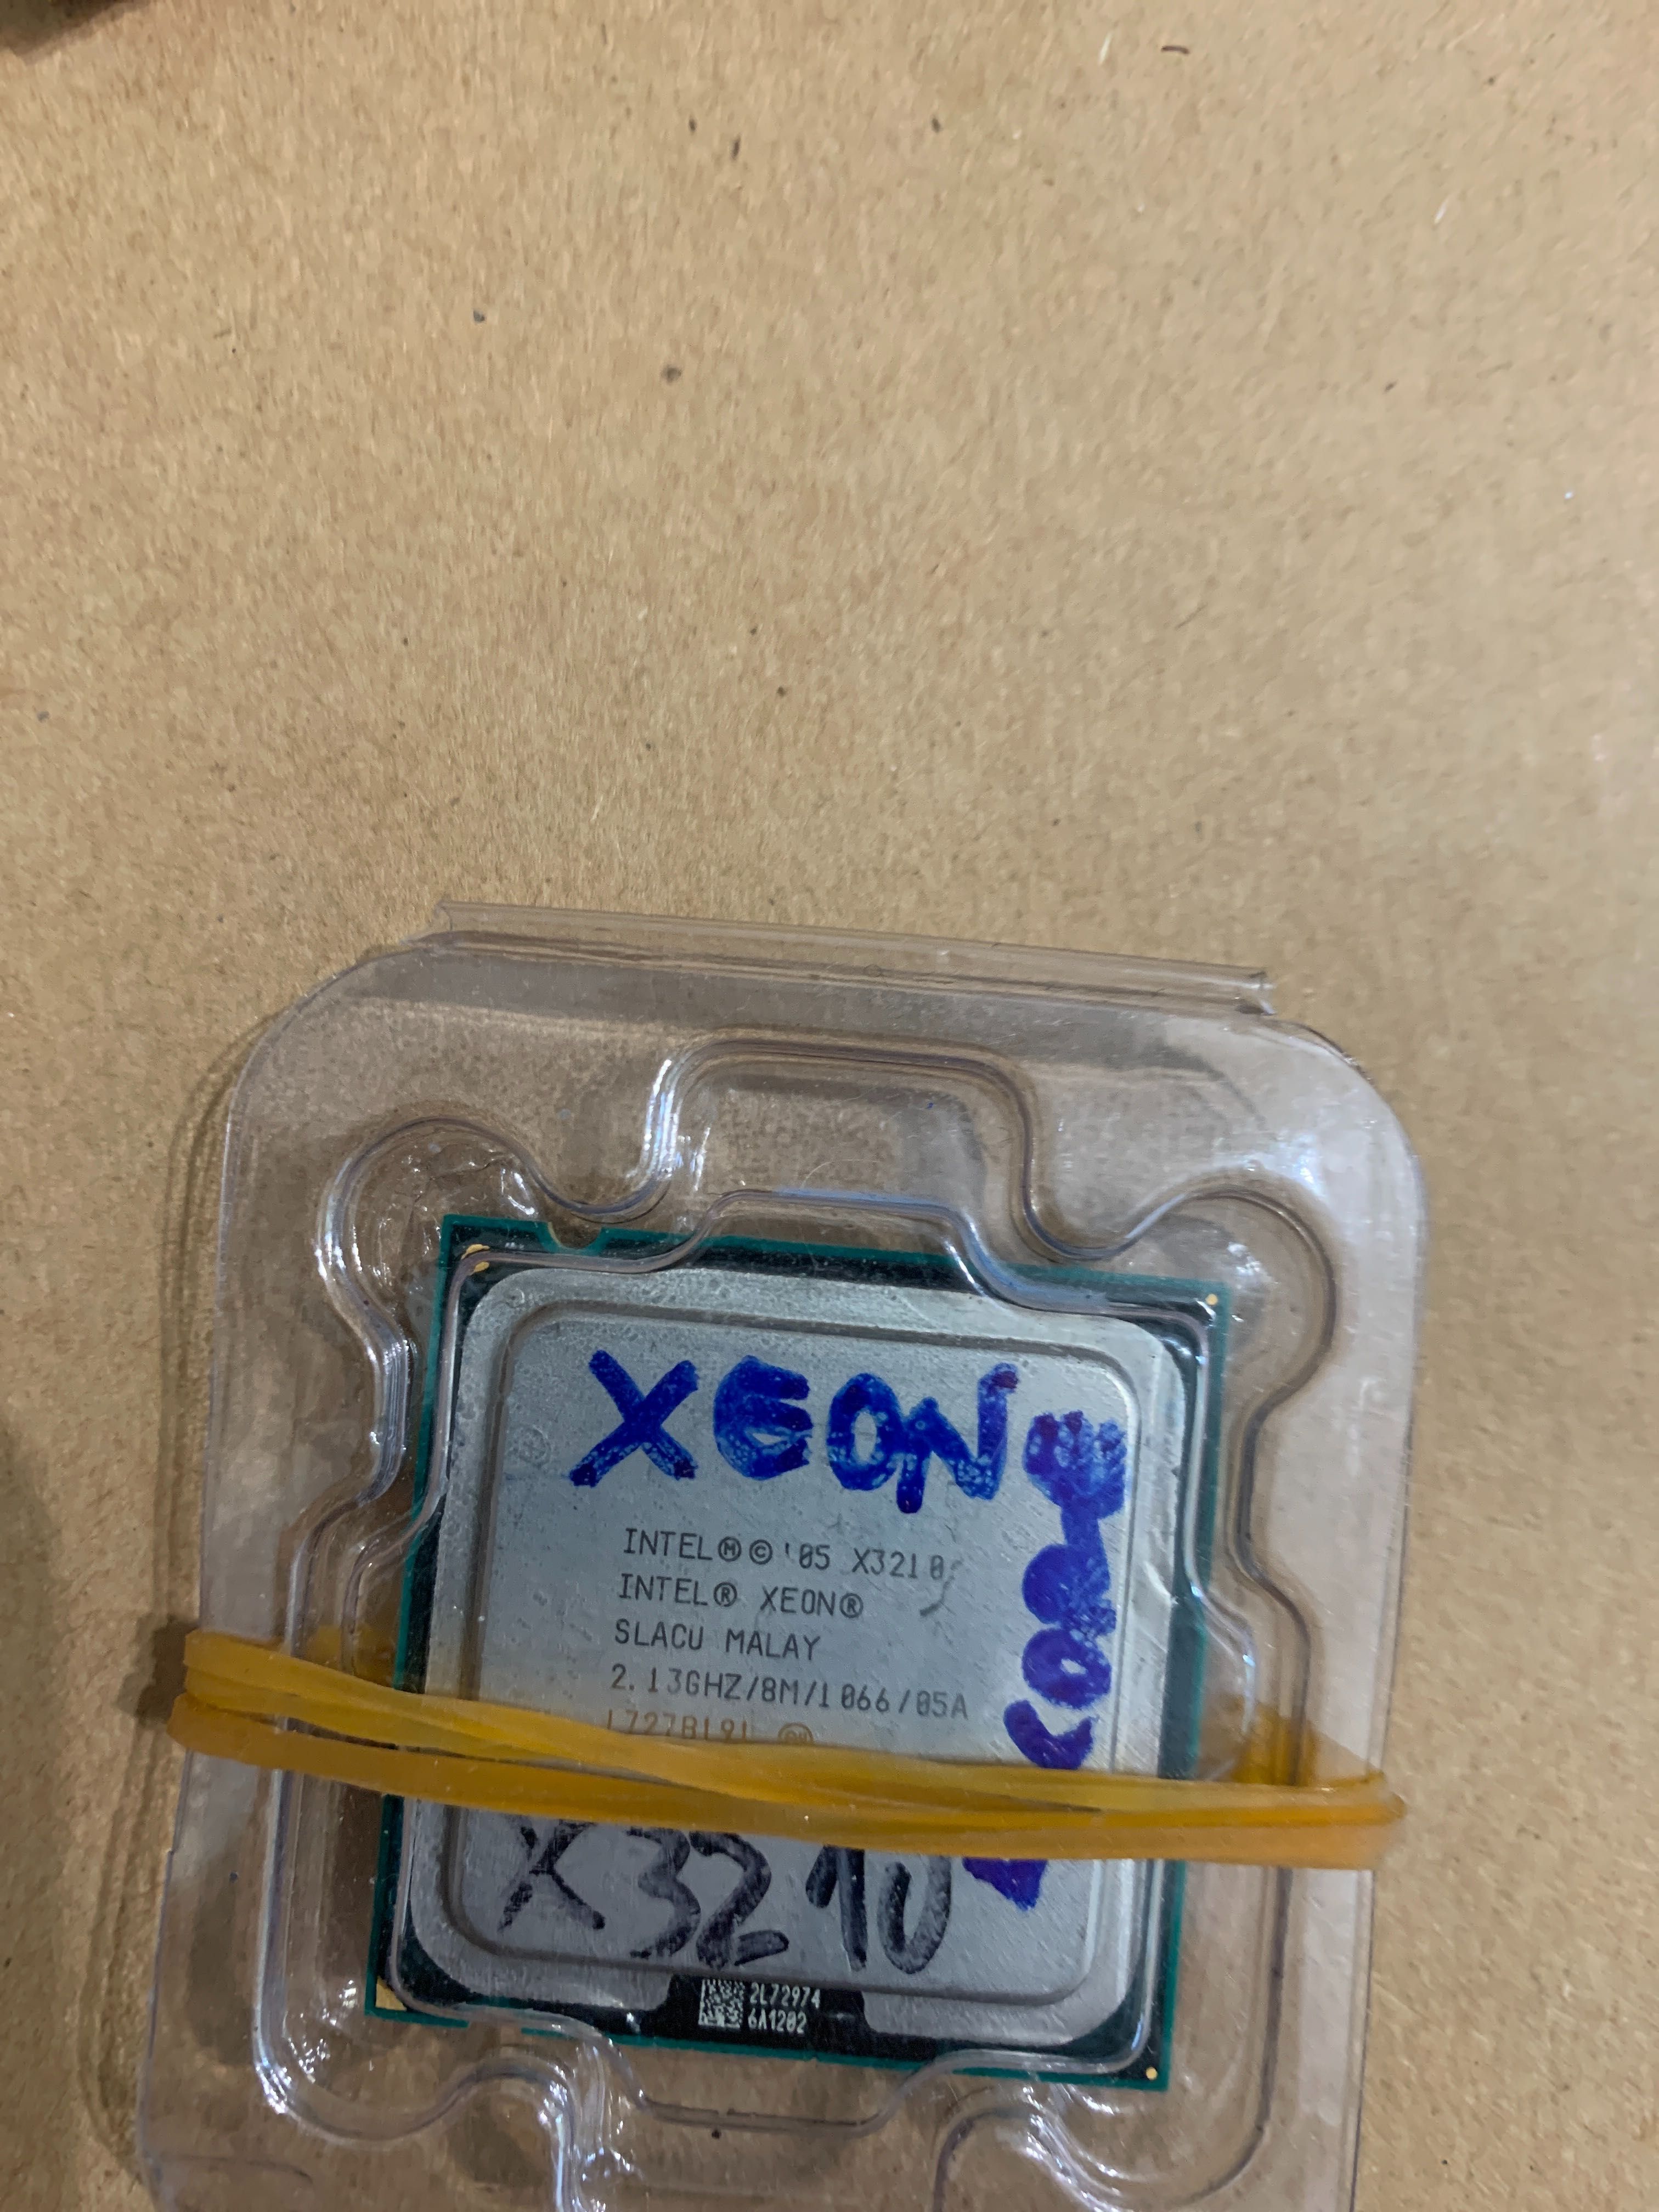 XEON
INTEL Ⓜ © '05 X3210
INTEL® XEON®
SLACU MALAY
2.13GHZ/8M/1066/05A
X3210
2L72974
6A1202